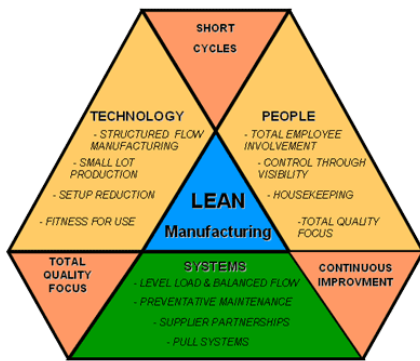 SHORT
CYCLES
TECHNOLOGY
- STRUCTURED FLOW
MANUFACTURING
- SMALL LOT
PRODUCTION
- SETUP REDUCTION
- FITNESS FOR USE
PEOPLE
- TOTAL EMPLOYEE
INVOLVEMENT
- CONTROL THROUGH
VISIBILITY
- HOUSEKEEPING
-TOTAL QUALITY
FOCUS
LEAN
Manufacturing
TOTAL
QUALITY
FOCUS
SYSTEMS
- LEVEL LOAD & BALANCED FLOW
- PREVENTATIVE MAINTENANCE
- SUPPLIER PARTNERSHIPS
- PULL SYSTEMS
CONTINUOUS
IMPROVMENT